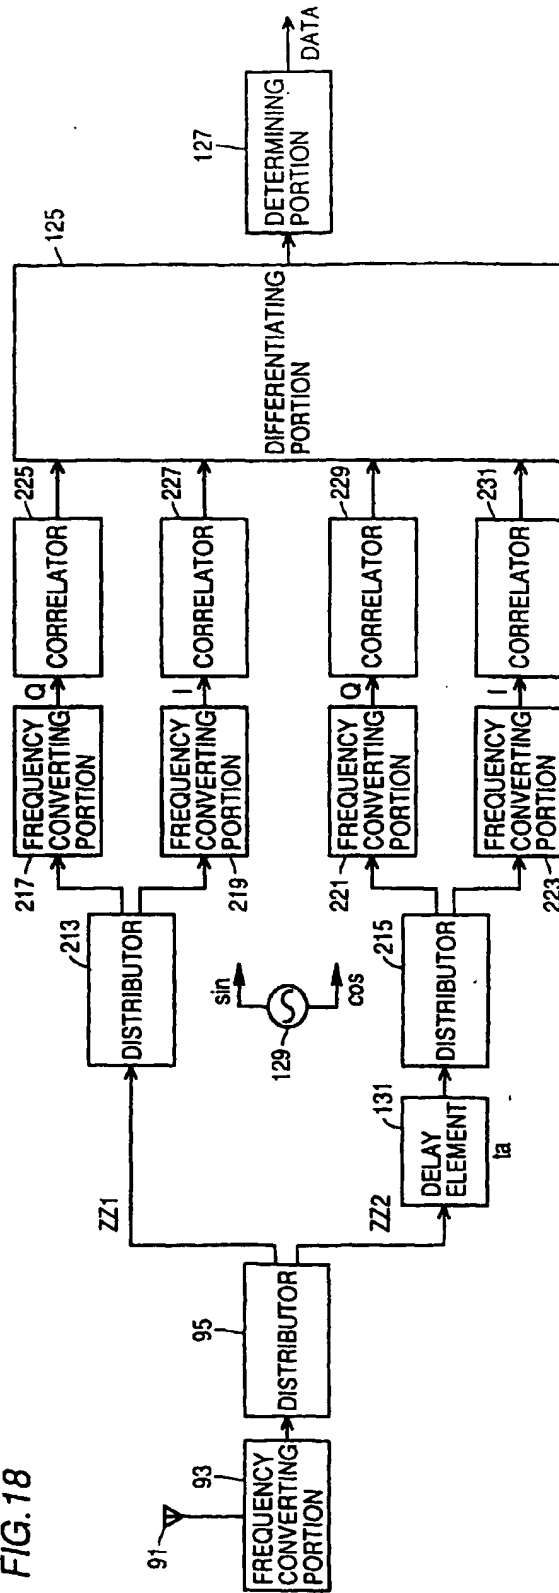 FIG.18
91
93
FREQUENCY
CONVERTING
PORTION
95
DISTRIBUTOR
ZZ1
ZZ2
131
DELAY
ELEMENT
ta
213
DISTRIBUTOR
sin
129
cos
215
DISTRIBUTOR
217
FREQUENCY
CONVERTING
PORTION
Q
225
CORRELATOR
219
FREQUENCY
CONVERTING
PORTION
I
227
CORRELATOR
221
FREQUENCY
CONVERTING
PORTION
Q
229
CORRELATOR
223
FREQUENCY
CONVERTING
PORTION
I
231
CORRELATOR
125
DIFFERENTIATING
PORTION
127
DETERMINING
PORTION
DATA